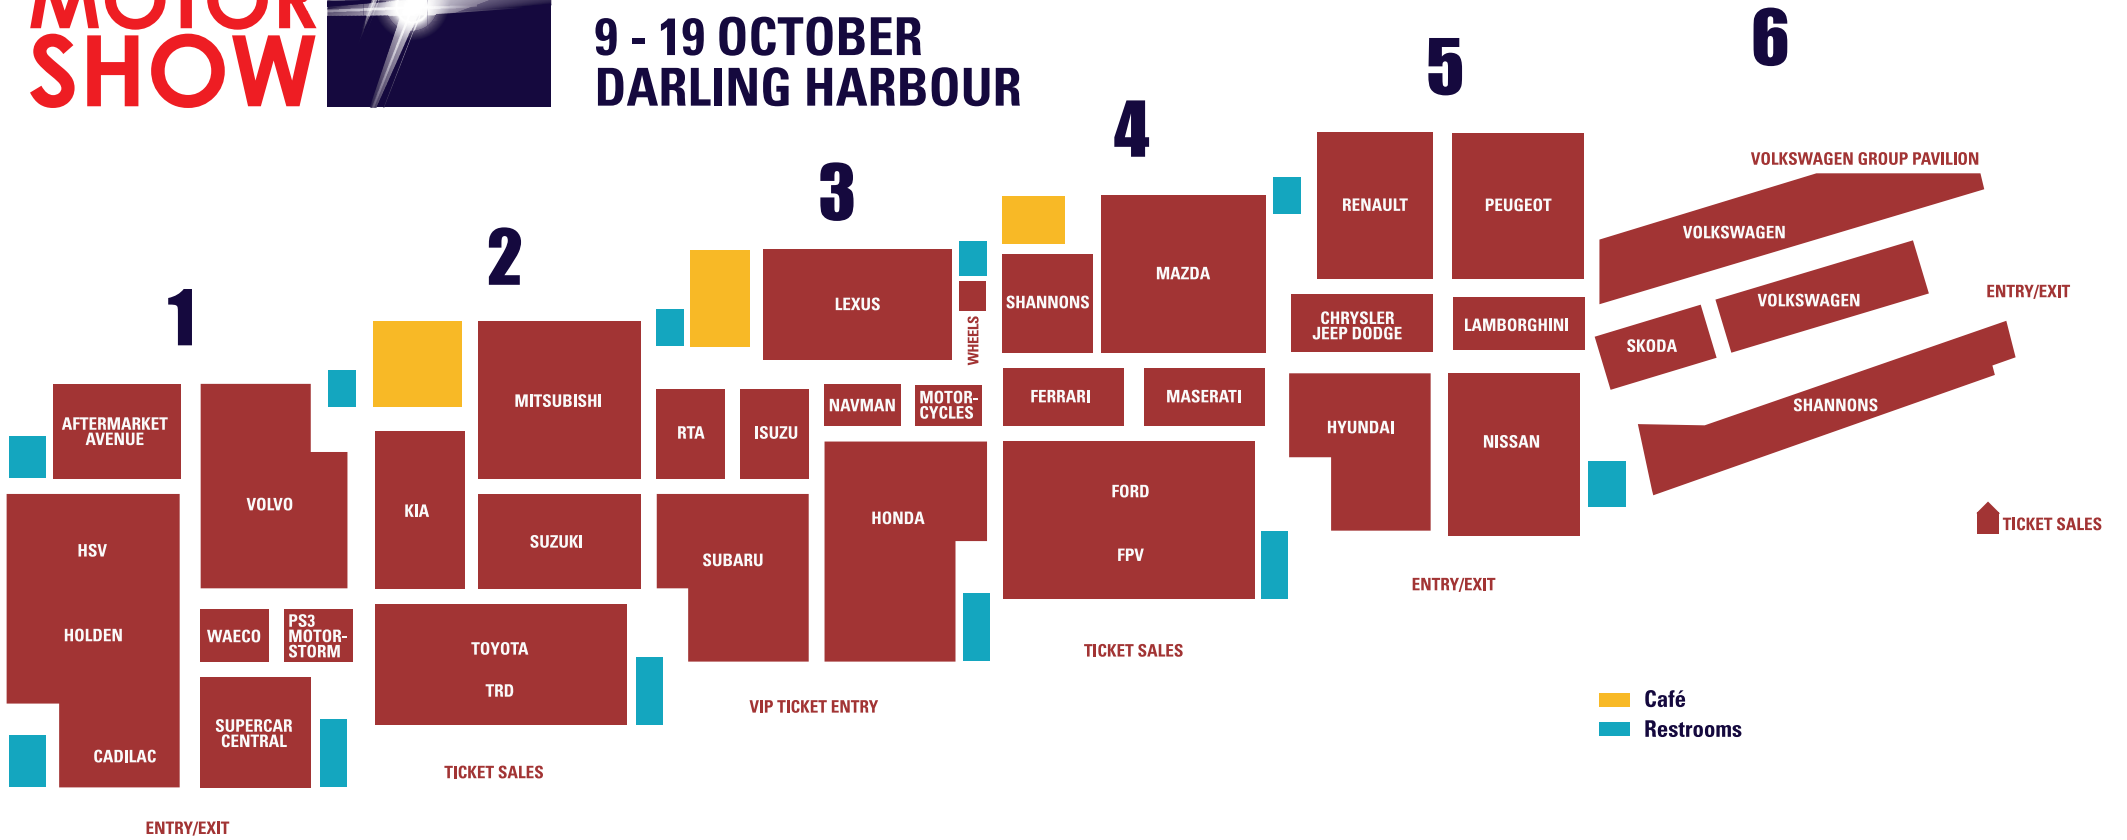 MOTOR
SHOW
9 - 19 OCTOBER
DARLING HARBOUR
1
2
3
4
5
6
AFTERMARKET
AVENUE
VOLVO
HSV
HOLDEN
CADILAC
WAECO
PS3
MOTOR-
STORM
SUPERCAR
CENTRAL
ENTRY/EXIT
MITSUBISHI
KIA
SUZUKI
TOYOTA
TRD
TICKET SALES
LEXUS
WHEELS
RTA
ISUZU
NAVMAN
MOTOR-
CYCLES
SUBARU
HONDA
VIP TICKET ENTRY
SHANNONS
MAZDA
FERRARI
MASERATI
FORD
FPV
TICKET SALES
RENAULT
PEUGEOT
CHRYSLER
JEEP DODGE
LAMBORGHINI
HYUNDAI
NISSAN
ENTRY/EXIT
VOLKSWAGEN GROUP PAVILION
VOLKSWAGEN
VOLKSWAGEN
SKODA
SHANNONS
ENTRY/EXIT
TICKET SALES
Café
Restrooms